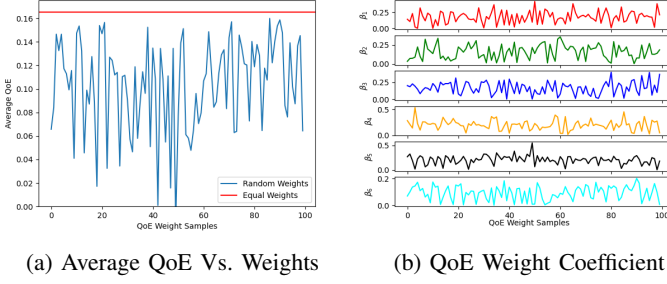 0.16
0.14
0.12
0.10
0.08
0.06
0.04
0.02
0.00
Average QoE
Random Weights
Equal Weights
0 20 40 60 80 100
QoE Weight Samples
(a) Average QoE Vs. Weights
β1
0.25
0.00
β2
0.25
0.00
β3
0.25
0.00
β4
0.5
0.0
β5
0.5
0.0
β6
0.2
0.0
0 20 40 60 80 100
QoE Weight Samples
(b) QoE Weight Coefficient